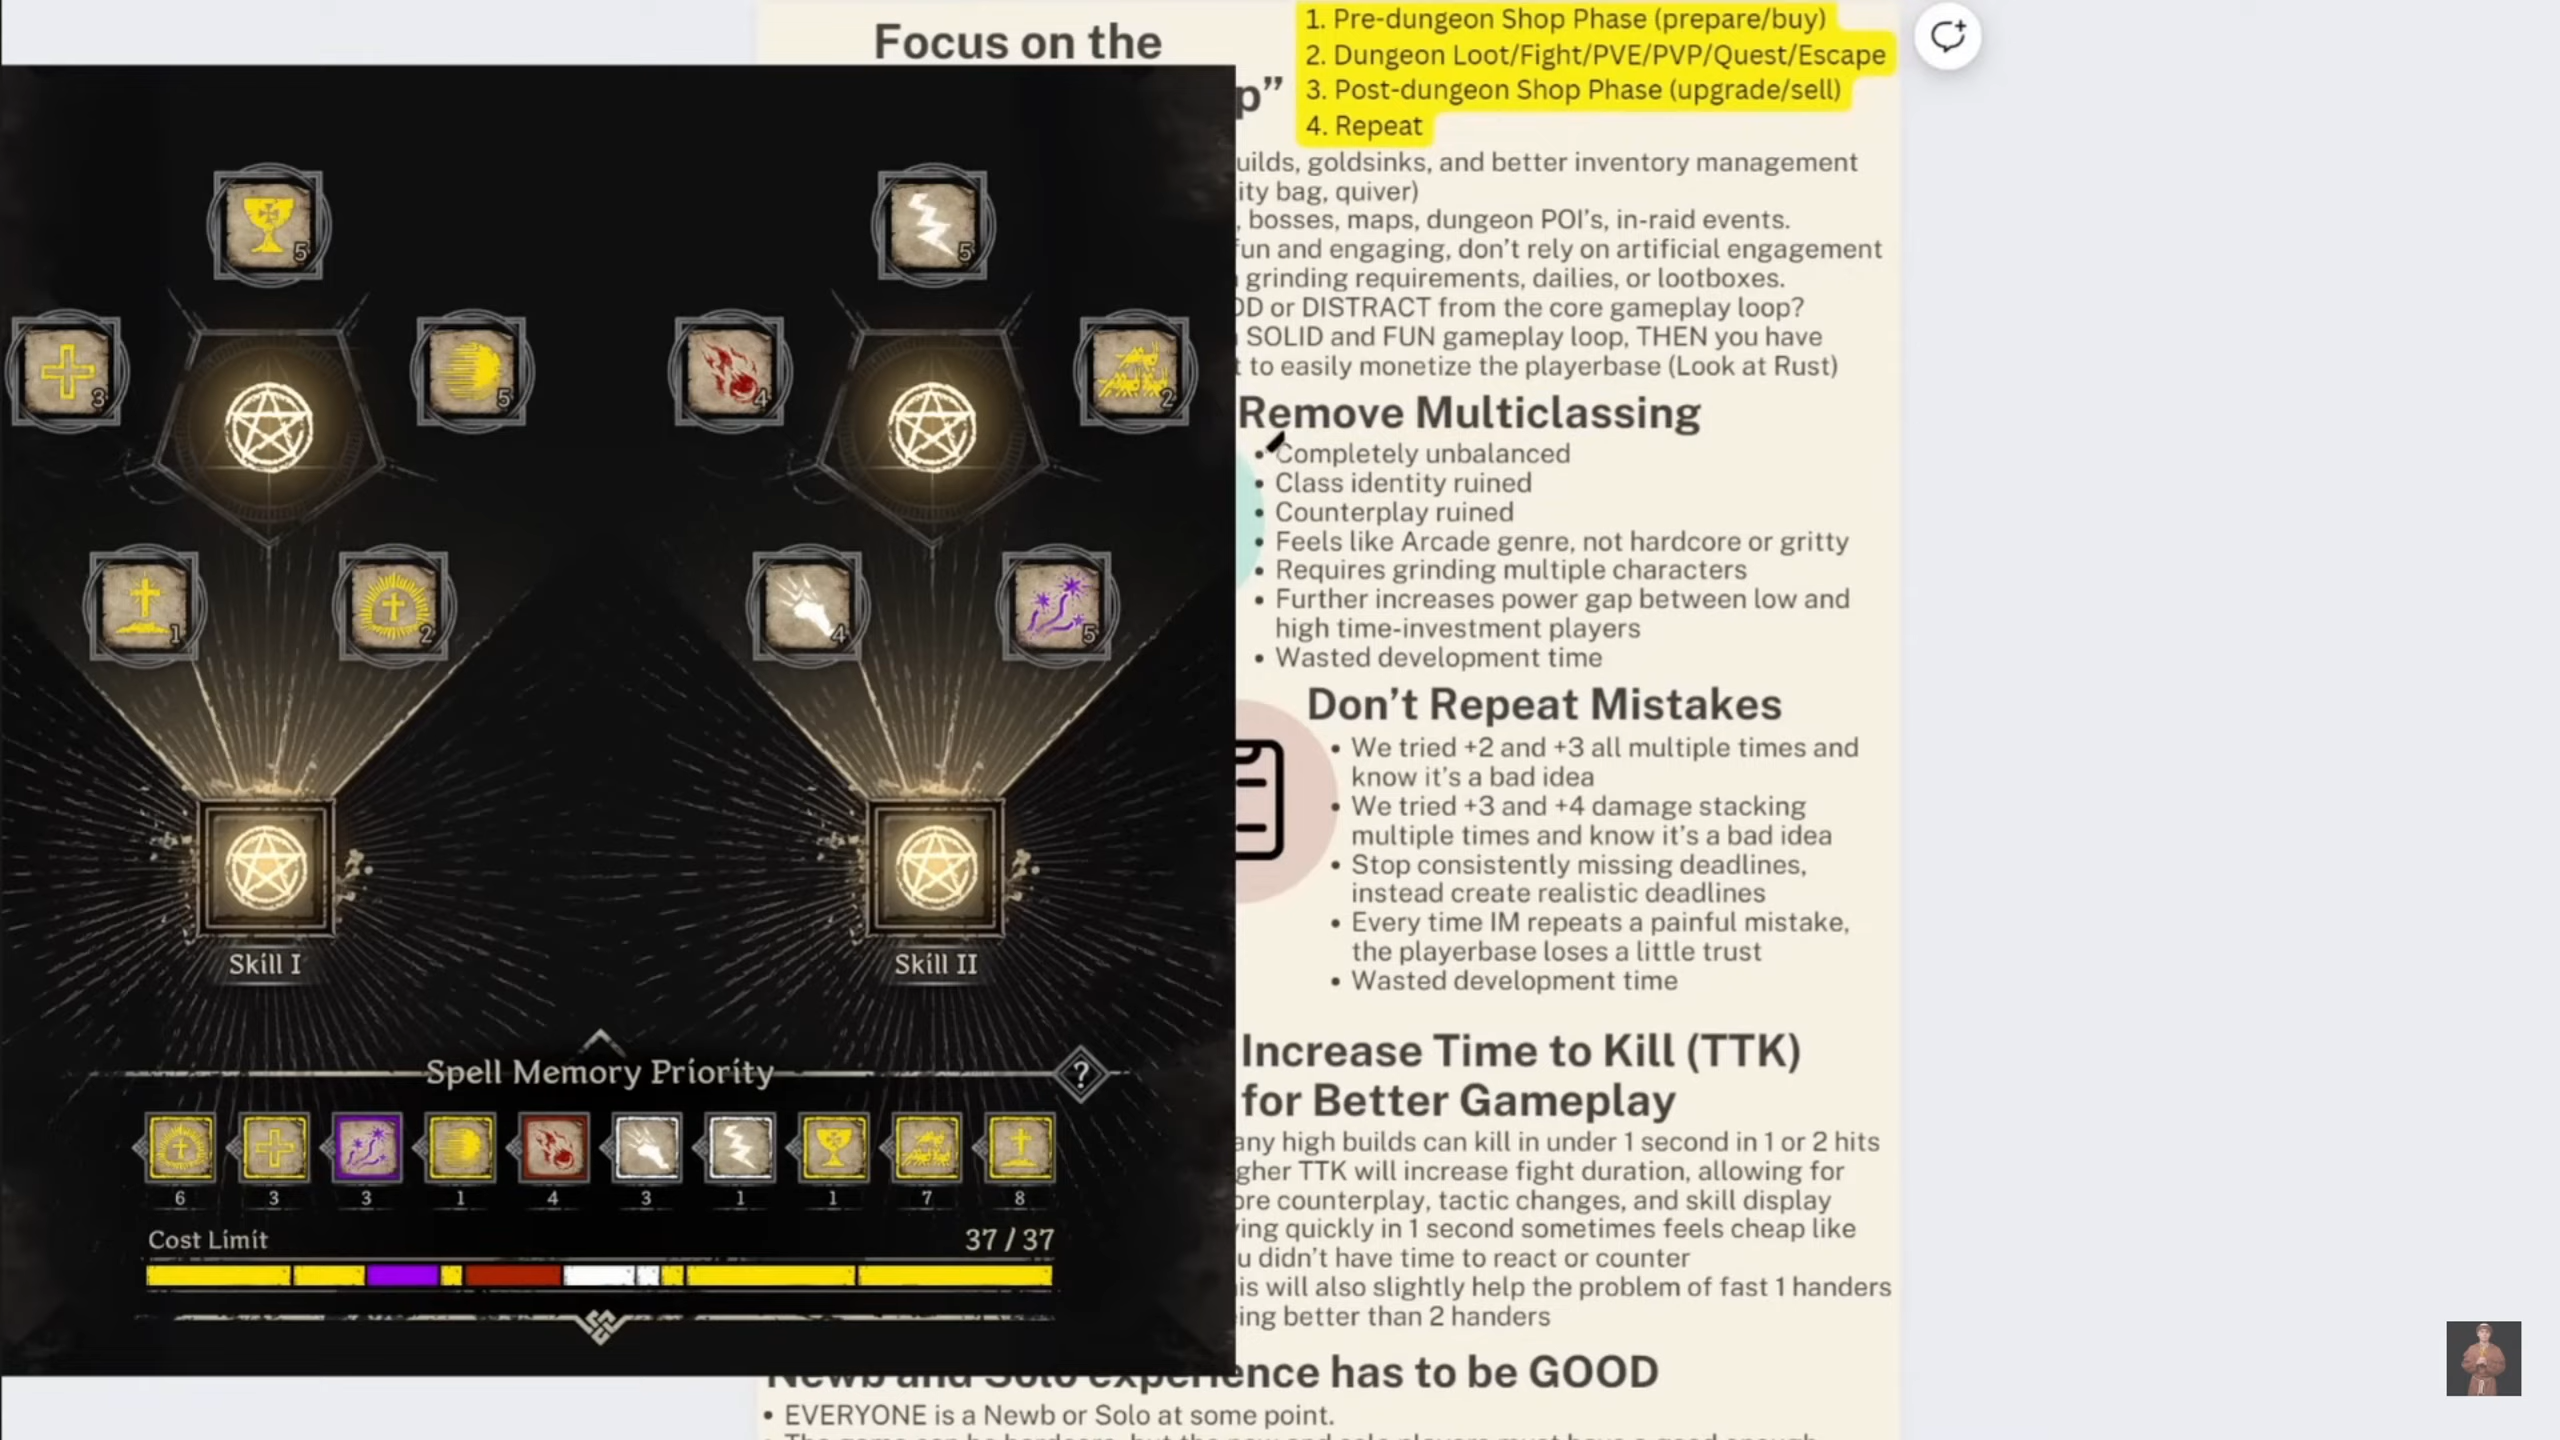 Focus on the
p”
1. Pre-dungeon Shop Phase (prepare/buy)
2. Dungeon Loot/Fight/PVE/PVP/Quest/Escape
3. Post-dungeon Shop Phase (upgrade/sell)
4. Repeat
uilds, goldsinks, and better inventory management
ity bag, quiver)
, bosses, maps, dungeon POI’s, in-raid events.
fun and engaging, don’t rely on artificial engagement
grinding requirements, dailies, or lootboxes.
DD or DISTRACT from the core gameplay loop?
SOLID and FUN gameplay loop, THEN you have
t to easily monetize the playerbase (Look at Rust)
Remove Multiclassing
• Completely unbalanced
• Class identity ruined
• Counterplay ruined
• Feels like Arcade genre, not hardcore or gritty
• Requires grinding multiple characters
• Further increases power gap between low and
high time-investment players
• Wasted development time
Don’t Repeat Mistakes
• We tried +2 and +3 all multiple times and
know it’s a bad idea
• We tried +3 and +4 damage stacking
multiple times and know it’s a bad idea
• Stop consistently missing deadlines,
instead create realistic deadlines
• Every time IM repeats a painful mistake,
the playerbase loses a little trust
• Wasted development time
Increase Time to Kill (TTK)
for Better Gameplay
any high builds can kill in under 1 second in 1 or 2 hits
gher TTK will increase fight duration, allowing for
ore counterplay, tactic changes, and skill display
ying quickly in 1 second sometimes feels cheap like
u didn’t have time to react or counter
is will also slightly help the problem of fast 1 handers
eing better than 2 handers
Newb and Solo experience has to be GOOD
• EVERYONE is a Newb or Solo at some point.
5
5
3
5
4
2
1
2
4
5
Skill I
Skill II
Spell Memory Priority
?
6 3 3 1 4 3 1 1 7 8
Cost Limit
37 / 37